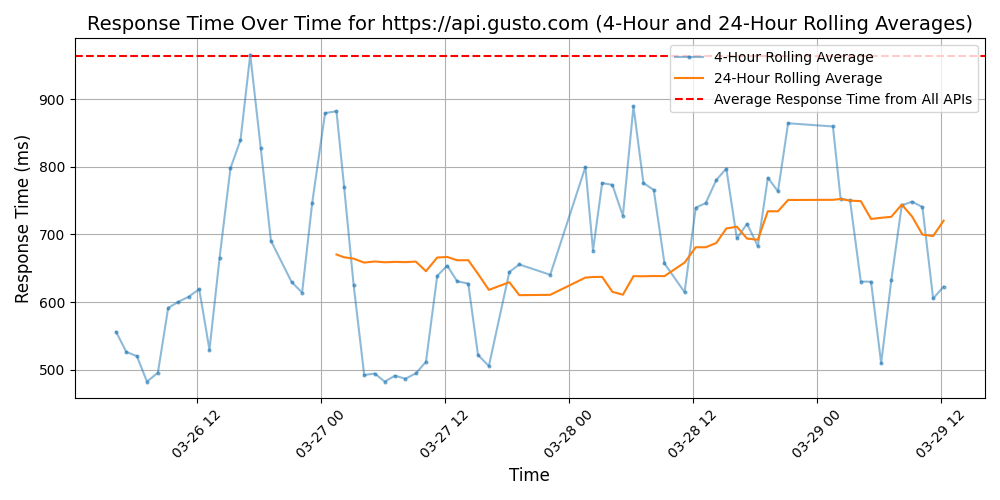 Response Time Over Time for https://api.gusto.com (4-Hour and 24-Hour Rolling Averages)
4-Hour Rolling Average
24-Hour Rolling Average
Average Response Time from All APIs
Response Time (ms)
900
800
700
600
500
03-26 12
03-27 00
03-27 12
03-28 00
03-28 12
03-29 00
03-29 12
Time